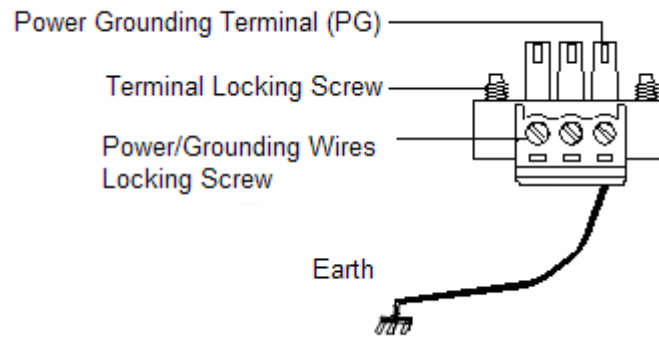 Power Grounding Terminal (PG)
Terminal Locking Screw
Power/Grounding Wires
Locking Screw
Earth